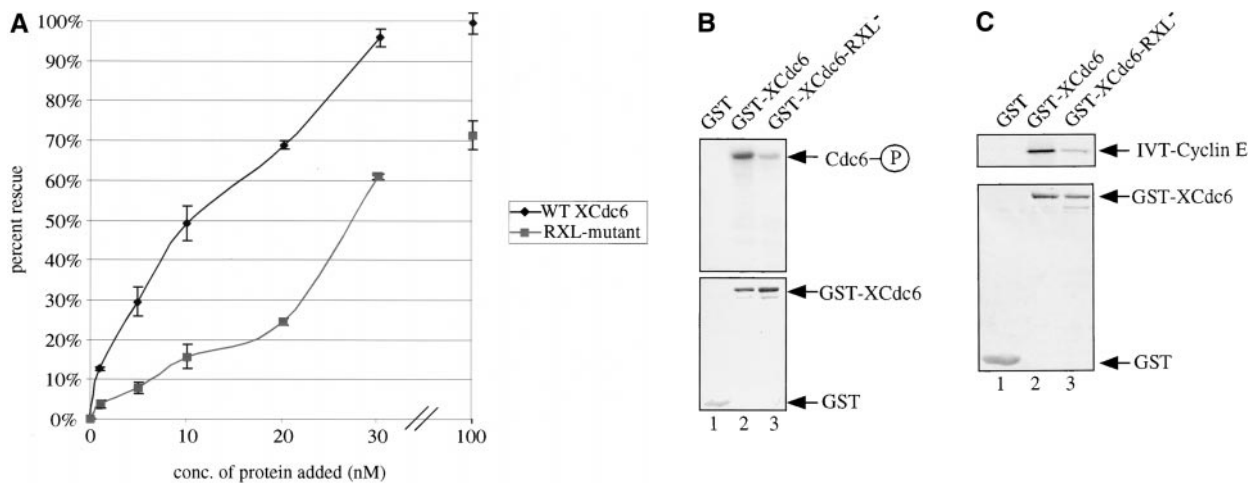 A
100%
90%
80%
70%
60%
50%
40%
30%
20%
10%
0%
percent rescue
0 10 20 30 100
conc. of protein added (nM)
WT XCdc6
RXL-mutant
B
GST
GST-XCdc6
GST-XCdc6-RXL-
Cdc6 P
GST-XCdc6
GST
1 2 3
C
GST
GST-XCdc6
GST-XCdc6-RXL-
IVT-Cyclin E
GST-XCdc6
GST
1 2 3